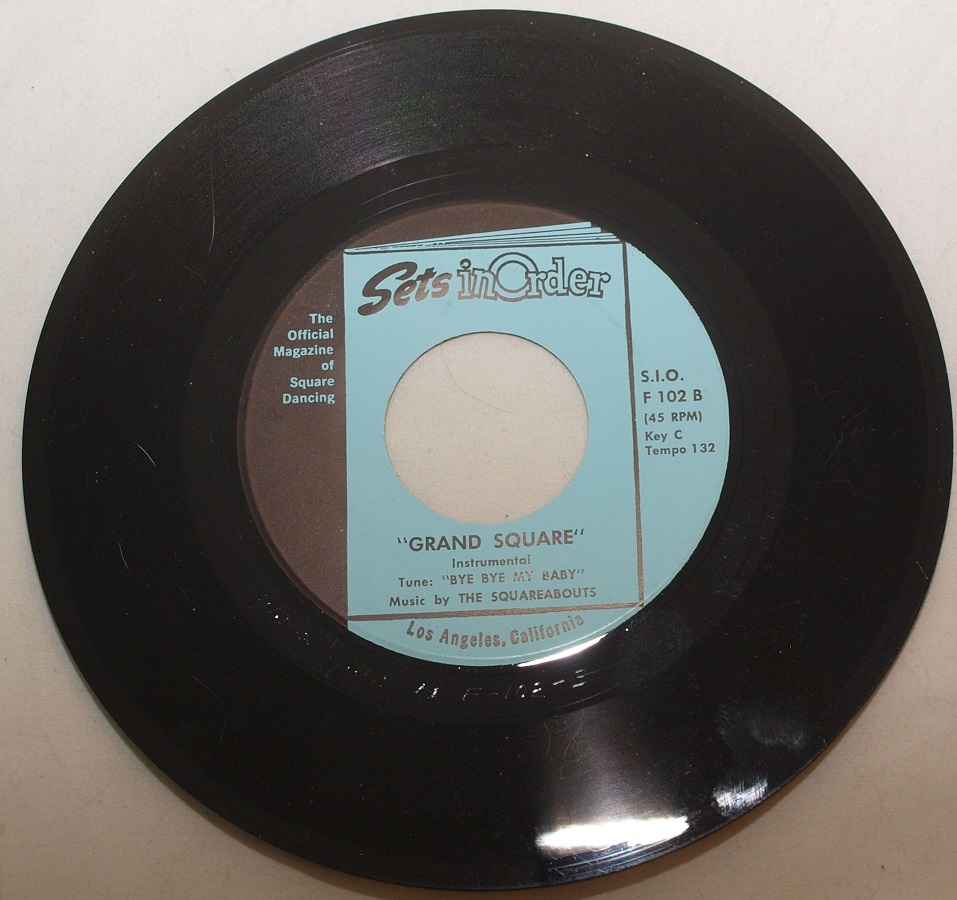 Sets in Order
The
Official
Magazine
of
Square
Dancing
S.I.O.
F 102 B
(45 RPM)
Key C
Tempo 132
"GRAND SQUARE"
Instrumental
Tune: "BYE BYE MY BABY"
Music by THE SQUAREABOUTS
Los Angeles, California
F-102-B